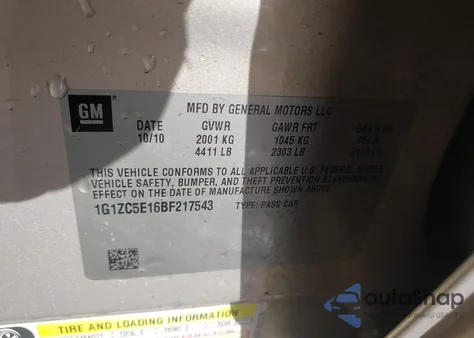 GM
MFD BY GENERAL MOTORS LLC
DATE GVWR GAWR FRT GAWR RR
10/10 2001 KG 1045 KG
4411 LB 2303 LB
THIS VEHICLE CONFORMS TO ALL APPLICABLE U.S. FEDERAL MOTOR
VEHICLE SAFETY, BUMPER, AND THEFT PREVENTION STANDARDS IN
EFFECT ON THE DATE OF MANUFACTURE SHOWN ABOVE.
1G1ZC5E16BF217543 TYPE: PASS CAR
autoSnap
TIRE AND LOADING INFORMATION